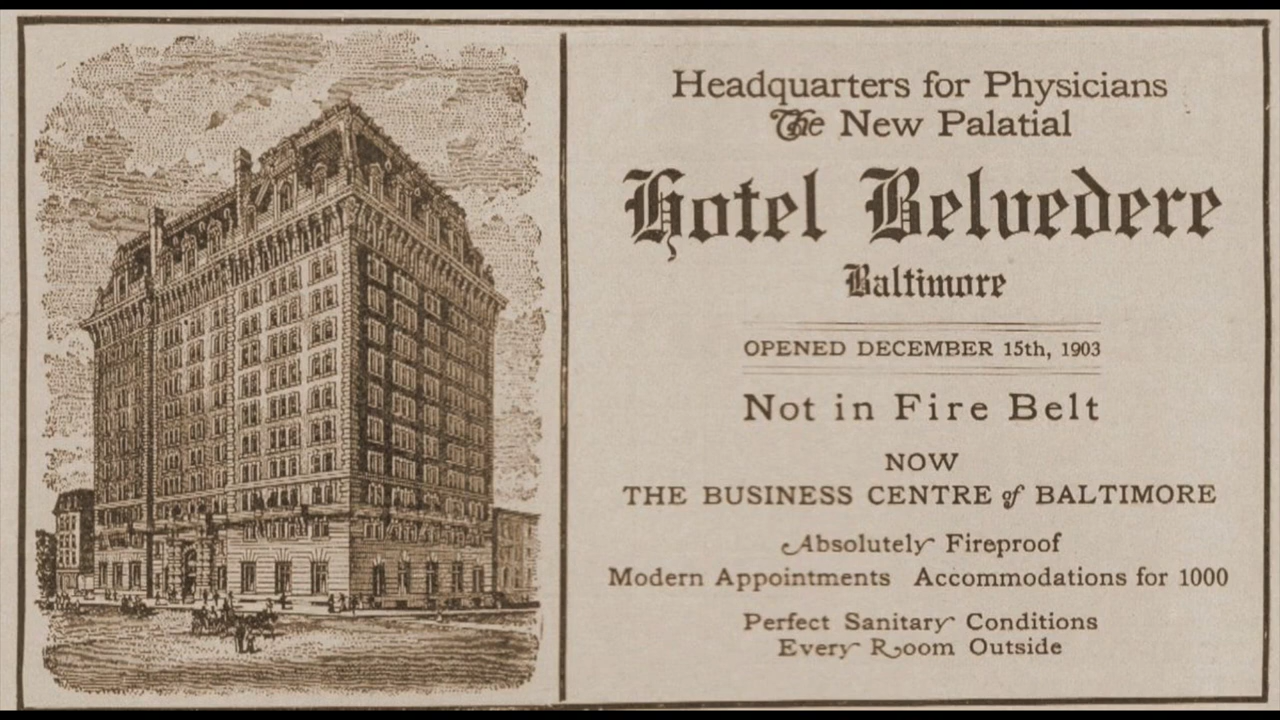 Headquarters for Physicians
The New Palatial
Hotel Belvedere
Baltimore
OPENED DECEMBER 15th, 1903
Not in Fire Belt
NOW
THE BUSINESS CENTRE of BALTIMORE
Absolutely Fireproof
Modern Appointments Accommodations for 1000
Perfect Sanitary Conditions
Every Room Outside